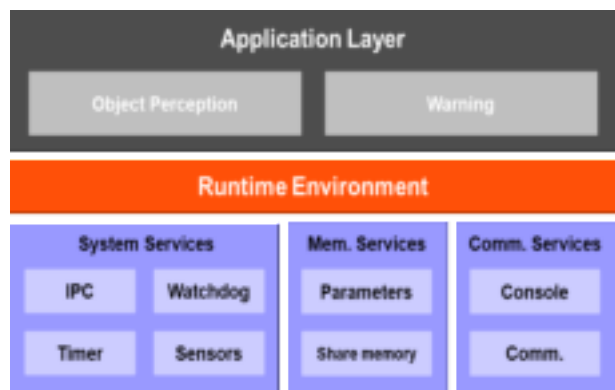 Application Layer
Object Perception
Warning
Runtime Environment
System Services
IPC
Watchdog
Timer
Sensors
Mem. Services
Parameters
Share memory
Comm. Services
Console
Comm.